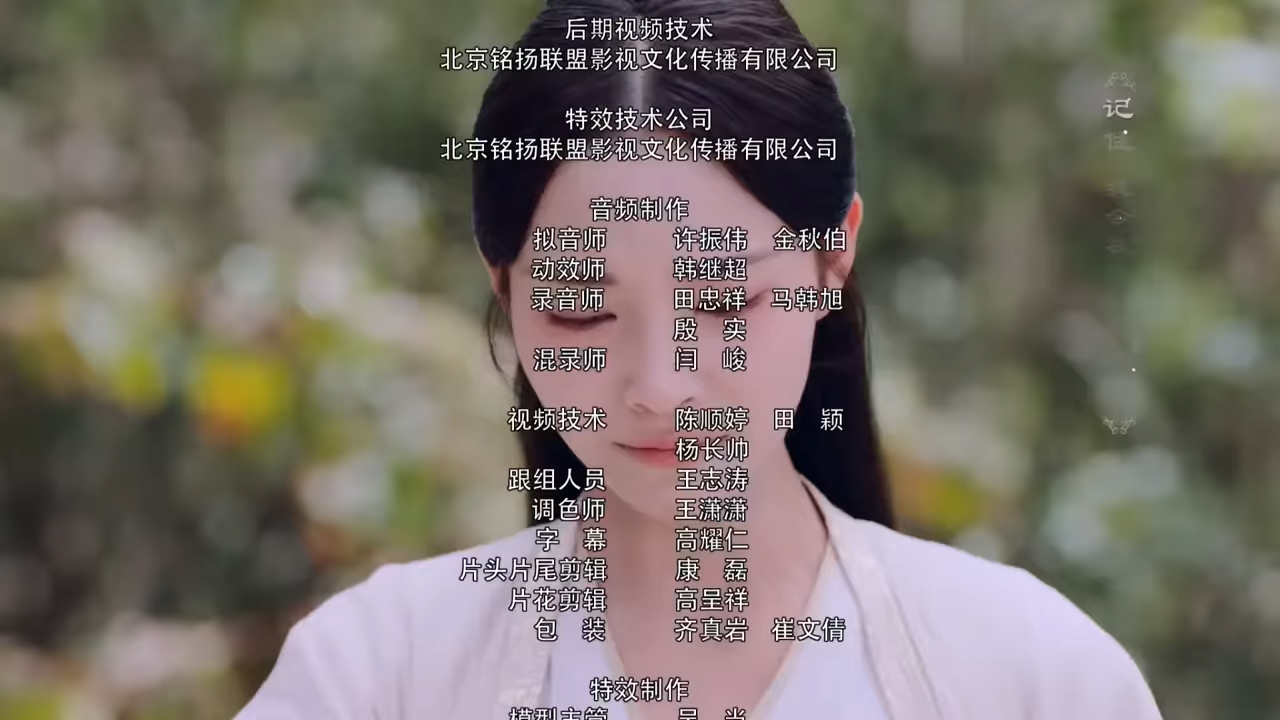 后期视频技术
北京铭扬联盟影视文化传播有限公司
特效技术公司
北京铭扬联盟影视文化传播有限公司
音频制作
拟音师 许振伟 金秋伯
动效师 韩继超
录音师 田忠祥 马韩旭
殷 实
混录师 闫 峻
视频技术 陈顺婷 田 颖
杨长帅
跟组人员 王志涛
调色师 王潇潇
字 幕 高耀仁
片头片尾剪辑 康 磊
片花剪辑 高呈祥
包 装 齐真岩 崔文倩
特效制作
模型主管
记住